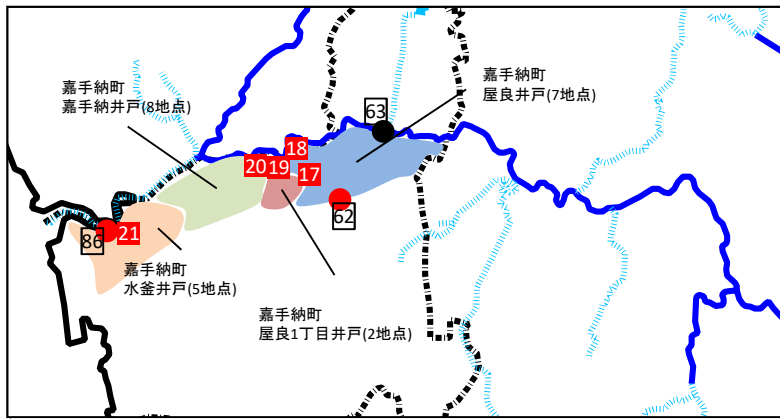 嘉手納町
屋良井戸(7地点)
嘉手納町
嘉手納井戸(8地点)
63
18
20
19
17
62
86
21
嘉手納町
水釜井戸(5地点)
嘉手納町
屋良1丁目井戸(2地点)